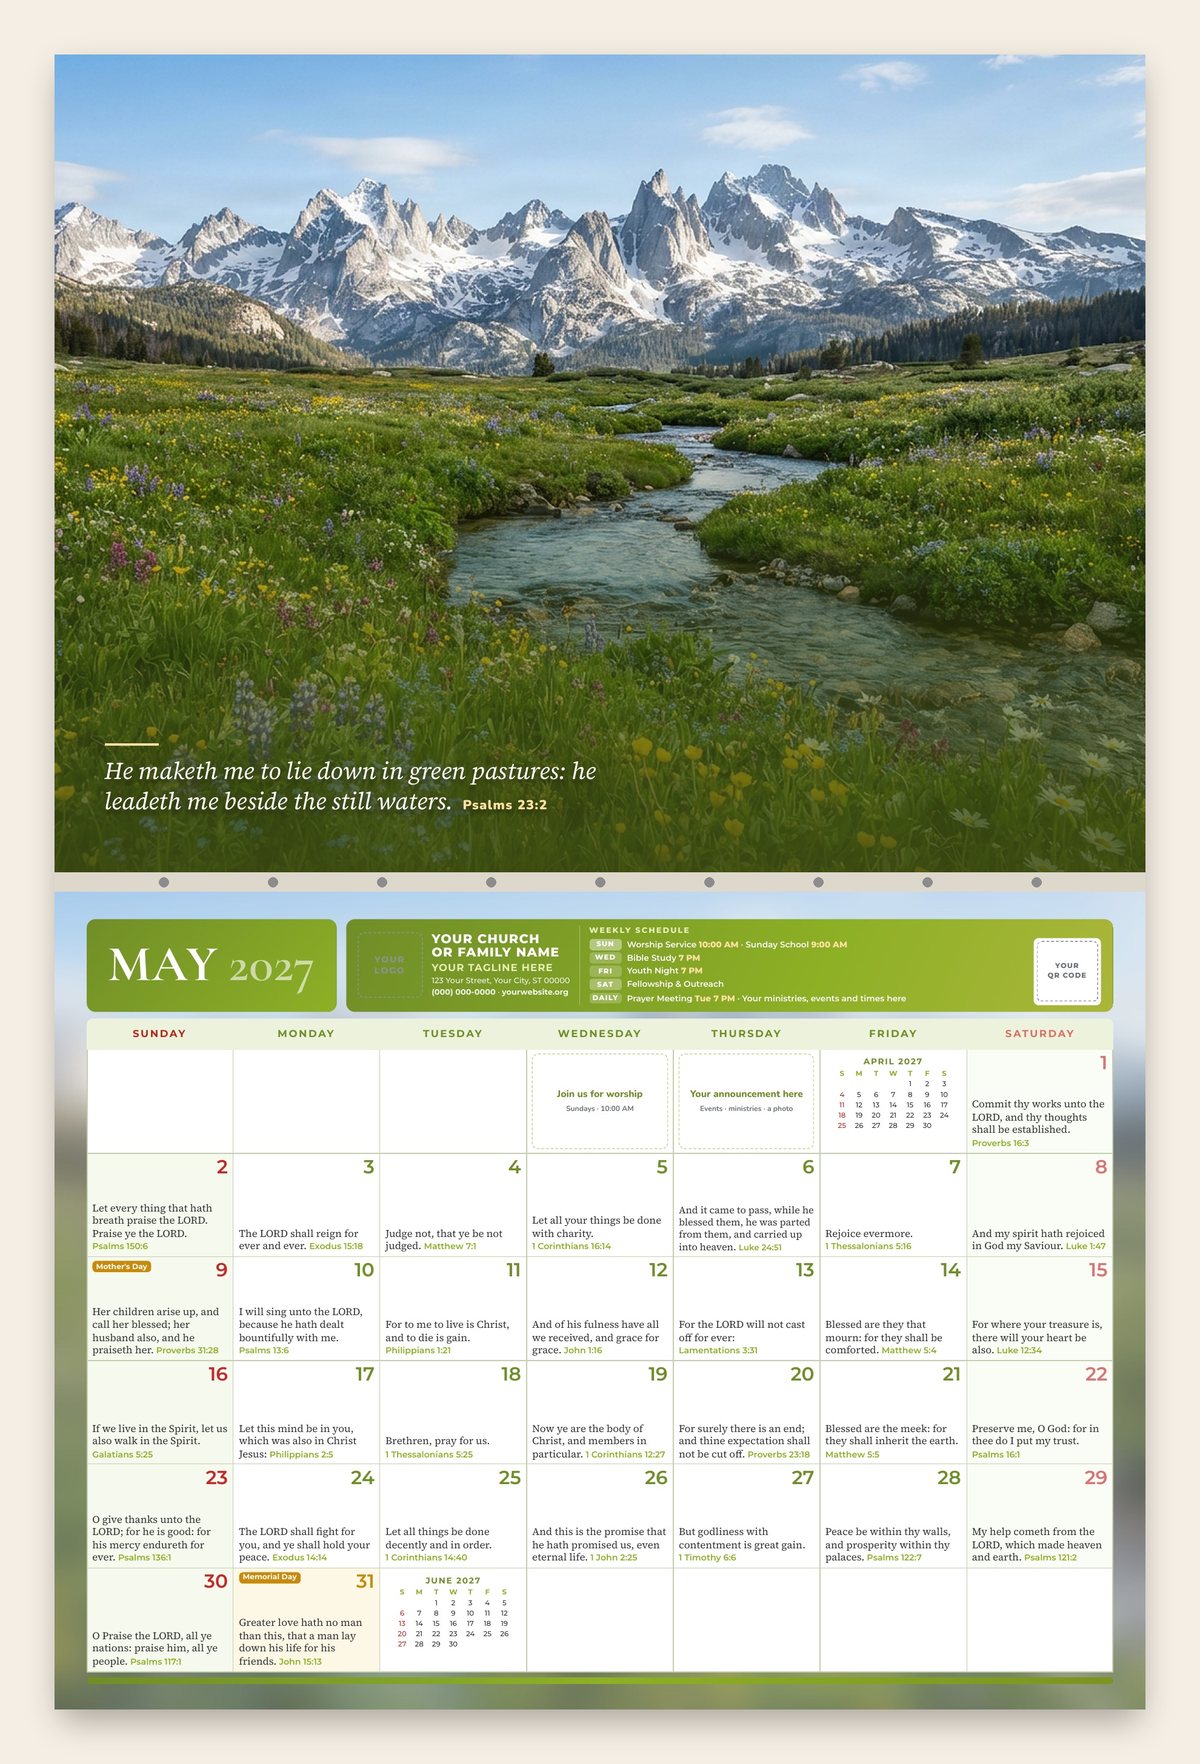 He maketh me to lie down in green pastures: he
leadeth me beside the still waters. Psalms 23:2
MAY 2027
YOUR LOGO
YOUR CHURCH
OR FAMILY NAME
YOUR TAGLINE HERE
123 Your Street, Your City, ST 00000
(000) 000-0000 · yourwebsite.org
WEEKLY SCHEDULE
SUN Worship Service 10:00 AM · Sunday School 9:00 AM
WED Bible Study 7 PM
FRI Youth Night 7 PM
SAT Fellowship & Outreach
DAILY Prayer Meeting Tue 7 PM · Your ministries, events and times here
YOUR
QR CODE
SUNDAY MONDAY TUESDAY WEDNESDAY THURSDAY FRIDAY SATURDAY
Join us for worship
Sundays · 10:00 AM
Your announcement here
Events · ministries · a photo
APRIL 2027
S M T W T F S
1 2 3
4 5 6 7 8 9 10
11 12 13 14 15 16 17
18 19 20 21 22 23 24
25 26 27 28 29 30
1
Commit thy works unto the
LORD, and thy thoughts
shall be established.
Proverbs 16:3
2
Let every thing that hath
breath praise the LORD.
Praise ye the LORD.
Psalms 150:6
3
The LORD shall reign for
ever and ever. Exodus 15:18
4
Judge not, that ye be not
judged. Matthew 7:1
5
Let all your things be done
with charity.
1 Corinthians 16:14
6
And it came to pass, while he
blessed them, he was parted
from them, and carried up
into heaven. Luke 24:51
7
Rejoice evermore.
1 Thessalonians 5:16
8
And my spirit hath rejoiced
in God my Saviour. Luke 1:47
Mother's Day
9
Her children arise up, and
call her blessed; her
husband also, and he
praiseth her. Proverbs 31:28
10
I will sing unto the LORD,
because he hath dealt
bountifully with me.
Psalms 13:6
11
For to me to live is Christ,
and to die is gain.
Philippians 1:21
12
And of his fulness have all
we received, and grace for
grace. John 1:16
13
For the LORD will not cast
off for ever:
Lamentations 3:31
14
Blessed are they that
mourn: for they shall be
comforted. Matthew 5:4
15
For where your treasure is,
there will your heart be
also. Luke 12:34
16
If we live in the Spirit, let us
also walk in the Spirit.
Galatians 5:25
17
Let this mind be in you,
which was also in Christ
Jesus: Philippians 2:5
18
Brethren, pray for us.
1 Thessalonians 5:25
19
Now ye are the body of
Christ, and members in
particular. 1 Corinthians 12:27
20
For surely there is an end;
and thine expectation shall
not be cut off. Proverbs 23:18
21
Blessed are the meek: for
they shall inherit the earth.
Matthew 5:5
22
Preserve me, O God: for in
thee do I put my trust.
Psalms 16:1
23
O give thanks unto the
LORD; for he is good: for
his mercy endureth for
ever. Psalms 136:1
24
The LORD shall fight for
you, and ye shall hold your
peace. Exodus 14:14
25
Let all things be done
decently and in order.
1 Corinthians 14:40
26
And this is the promise that
he hath promised us, even
eternal life. 1 John 2:25
27
But godliness with
contentment is great gain.
1 Timothy 6:6
28
Peace be within thy walls,
and prosperity within thy
palaces. Psalms 122:7
29
My help cometh from the
LORD, which made heaven
and earth. Psalms 121:2
30
O Praise the LORD, all ye
nations: praise him, all ye
people. Psalms 117:1
Memorial Day
31
Greater love hath no man
than this, that a man lay
down his life for his
friends. John 15:13
JUNE 2027
S M T W T F S
1 2 3 4 5
6 7 8 9 10 11 12
13 14 15 16 17 18 19
20 21 22 23 24 25 26
27 28 29 30